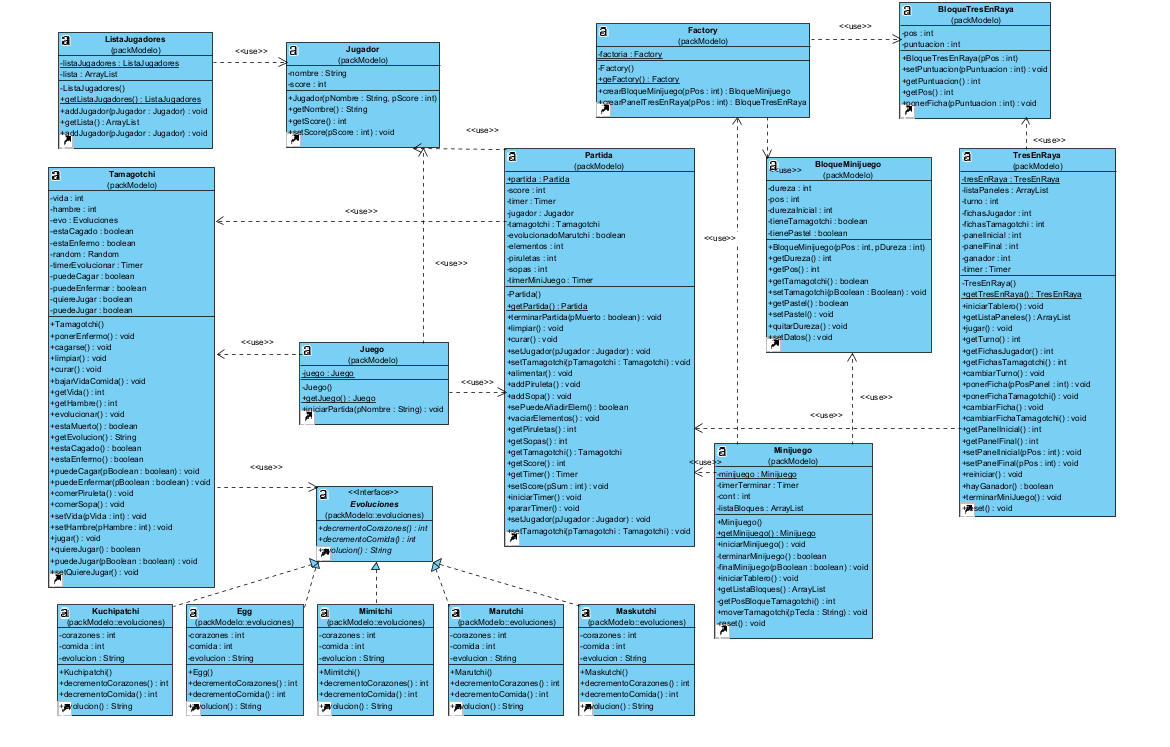 ListaJugadores
(packModelo)
-listaJugadores : ListaJugadores
-lista : ArrayList
-ListaJugadores()
+getListaJugadores() : ListaJugadores
+addJugador(pJugador : Jugador) : void
+getLista() : ArrayList
+addJugador(pJugador : Jugador) : void
<<use>>
Jugador
(packModelo)
-nombre : String
-score : int
+Jugador(pNombre : String, pScore : int)
+getNombre() : String
+getScore() : int
+setScore(pScore : int) : void
Factory
(packModelo)
-factoria : Factory
-Factory()
+geFactory() : Factory
+crearBloqueMinijuego(pPos : int) : BloqueMinijuego
+crearPanelTresEnRaya(pPos : int) : BloqueTresEnRaya
<<use>>
BloqueTresEnRaya
(packModelo)
-pos : int
-puntuacion : int
+BloqueTresEnRaya(pPos : int)
+setPuntuacion(pPuntuacion : int) : void
+getPuntuacion() : int
+getPos() : int
+ponerFicha(pPuntuacion : int) : void
<<use>>
<<use>>
Tamagotchi
(packModelo)
-vida : int
-hambre : int
-evo : Evoluciones
-estaCagado : boolean
-estaEnfermo : boolean
-random : Random
-timerEvolucionar : Timer
-puedeCagar : boolean
-puedeEnfermar : boolean
-quiereJugar : boolean
-puedeJugar : boolean
+Tamagotchi()
+ponerEnfermo() : void
+cagarse() : void
+limpiar() : void
+curar() : void
+bajarVidaComida() : void
+getVida() : int
+getHambre() : int
+evolucionar() : void
+estaMuerto() : boolean
+getEvolucion() : String
+estaCagado() : boolean
+estaEnfermo() : boolean
+puedeCagar(pBoolean : boolean) : void
+puedeEnfermar(pBoolean : boolean) : void
+comerPiruleta() : void
+comerSopa() : void
+setVida(pVida : int) : void
+setHambre(pHambre : int) : void
+jugar() : void
+quiereJugar() : boolean
+puedeJugar(pBoolean : boolean) : void
+setQuiereJugar() : void
<<use>>
<<use>>
<<use>>
<<use>>
Juego
(packModelo)
-juego : Juego
-Juego()
+getJuego() : Juego
+iniciarPartida(pNombre : String) : void
<<use>>
Partida
(packModelo)
+partida : Partida
-score : int
-timer : Timer
-jugador : Jugador
-tamagotchi : Tamagotchi
-evolucionadoMarutchi : boolean
-elementos : int
-piruletas : int
-sopas : int
-timerMiniJuego : Timer
-Partida()
+getPartida() : Partida
+terminarPartida(pMuerto : boolean) : void
+limpiar() : void
+curar() : void
+setJugador(pJugador : Jugador) : void
+setTamagotchi(pTamagotchi : Tamagotchi) : void
+alimentar() : void
+addPiruleta() : void
+addSopa() : void
+sePuedeAñadirElem() : boolean
+vaciarElementos() : void
+getPiruletas() : int
+getSopas() : int
+getTamagotchi() : Tamagotchi
+getScore() : int
+getTimer() : Timer
+setScore(pSum : int) : void
+iniciarTimer() : void
+pararTimer() : void
+setJugador(pJugador : Jugador) : void
+setTamagotchi(pTamagotchi : Tamagotchi) : void
<<use>>
<<use>>
BloqueMinijuego
(packModelo)
-dureza : int
-pos : int
-durezaInicial : int
-tieneTamagotchi : boolean
-tienePastel : boolean
+BloqueMinijuego(pPos : int, pDureza : int)
+getDureza() : int
+getPos() : int
+getTamagotchi() : boolean
+setTamagotchi(pBoolean : Boolean) : void
+getPastel() : boolean
+setPastel() : void
+quitarDureza() : void
+setDatos() : void
<<use>>
<<use>>
<<use>>
TresEnRaya
(packModelo)
-tresEnRaya : TresEnRaya
-listaPaneles : ArrayList
-turno : int
-fichasJugador : int
-fichasTamagotchi : int
-panelInicial : int
-panelFinal : int
-ganador : int
-timer : Timer
-TresEnRaya()
+getTresEnRaya() : TresEnRaya
+iniciarTablero() : void
+getListaPaneles() : ArrayList
+jugar() : void
+getTurno() : int
+getFichasJugador() : int
+getFichasTamagotchi() : int
+cambiarTurno() : void
+ponerFicha(pPosPanel : int) : void
+ponerFichaTamagotchi() : void
+cambiarFicha() : void
+cambiarFichaTamagotchi() : void
+getPanelInicial() : int
+getPanelFinal() : int
+setPanelInicial(pPos : int) : void
+setPanelFinal(pPos : int) : void
+reiniciar() : void
+hayGanador() : boolean
+terminarMiniJuego() : void
+reset() : void
Minijuego
(packModelo)
-minijuego : Minijuego
-timerTerminar : Timer
-cont : int
-listaBloques : ArrayList
+Minijuego()
+getMinijuego() : Minijuego
+iniciarMinijuego() : void
+terminarMinijuego() : boolean
-finalMinijuego(pBoolean : boolean) : void
+iniciarTablero() : void
+getListaBloques() : ArrayList
-getPosBloqueTamagotchi() : int
+moverTamagotchi(pTecla : String) : void
-reset() : void
<<Interface>>
Evoluciones
(packModelo::evoluciones)
+decrementoCorazones() : int
+decrementoComida() : int
+evolucion() : String
Kuchipatchi
(packModelo::evoluciones)
-corazones : int
-comida : int
-evolucion : String
+Kuchipatchi()
+decrementoCorazones() : int
+decrementoComida() : int
+evolucion() : String
Egg
(packModelo::evoluciones)
-corazones : int
-comida : int
-evolucion : String
+Egg()
+decrementoCorazones() : int
+decrementoComida() : int
+evolucion() : String
Mimitchi
(packModelo::evoluciones)
-corazones : int
-comida : int
-evolucion : String
+Mimitchi()
+decrementoCorazones() : int
+decrementoComida() : int
+evolucion() : String
Marutchi
(packModelo::evoluciones)
-corazones : int
-comida : int
-evolucion : String
+Marutchi()
+decrementoCorazones() : int
+decrementoComida() : int
+evolucion() : String
Maskutchi
(packModelo::evoluciones)
-corazones : int
-comida : int
-evolucion : String
+Maskutchi()
+decrementoCorazones() : int
+decrementoComida() : int
+evolucion() : String